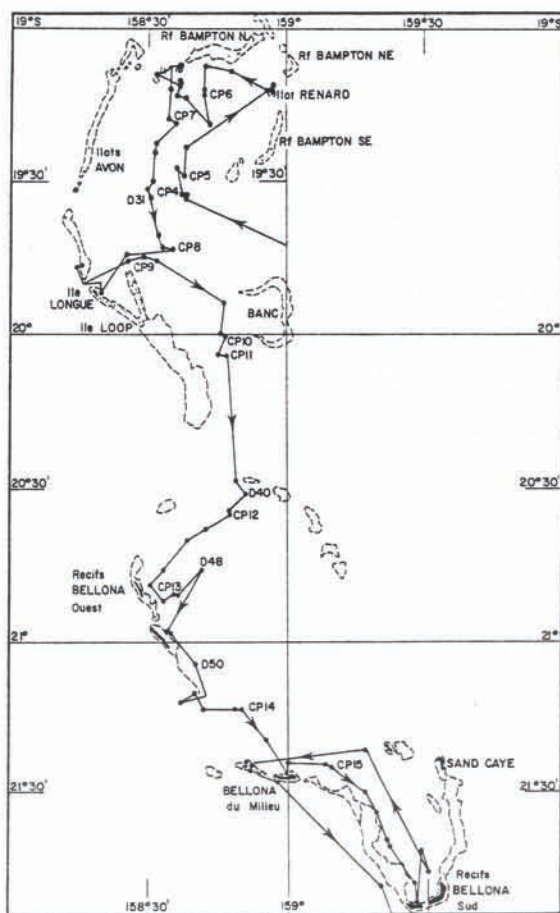 158°30'
159°
159°30'
Rf BAMPTON N
Rf BAMPTON NE
19°S
19°S
CP6
Ilot RENARD
CP7
Rf BAMPTON SE
Ilots
AVON
19°30'
CP5
19°30'
D31
CP4
CP8
CP9
Ile
LONGUE
Ile LOOP
BANC
20°
20°
CP10
CP11
20°30'
20°30'
D40
CP12
D48
Recifs
BELLONA
Ouest
CP13
21°
21°
D50
CP14
SAND CAYE
CP15
21°30'
21°30'
BELLONA
du Milieu
Recifs
BELLONA
Sud
158°30'
159°